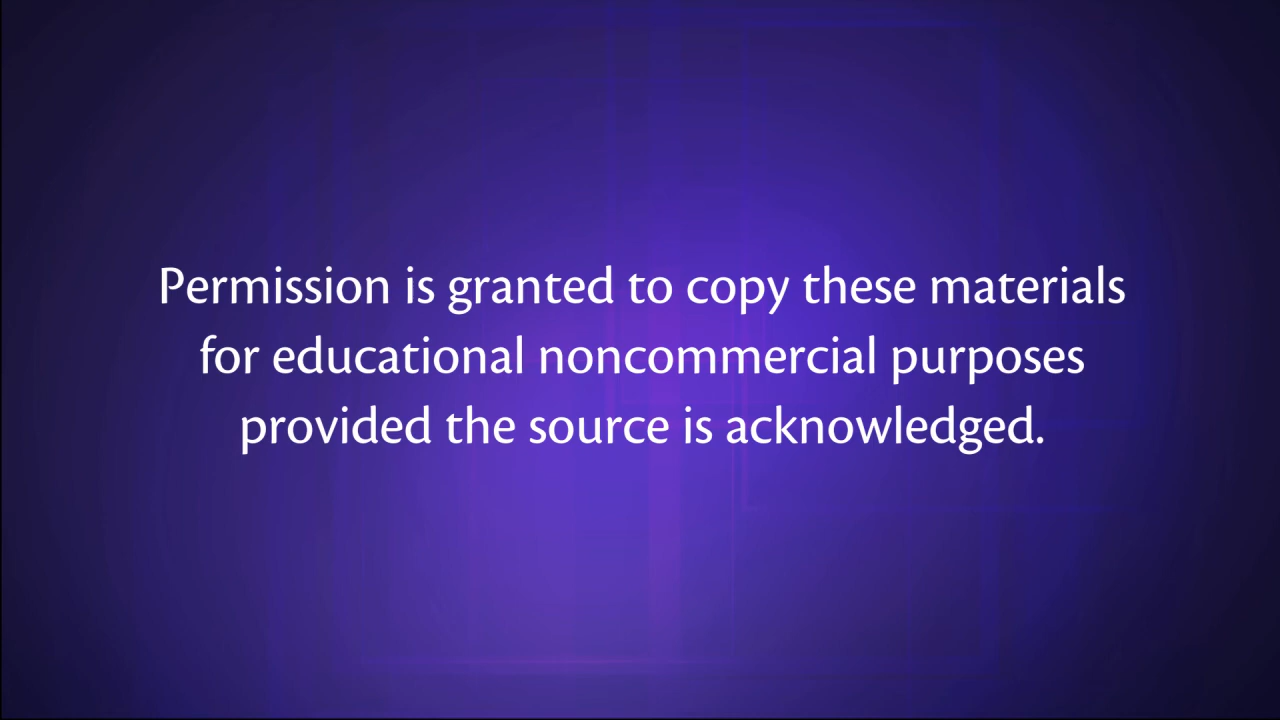 Permission is granted to copy these materials
for educational noncommercial purposes
provided the source is acknowledged.